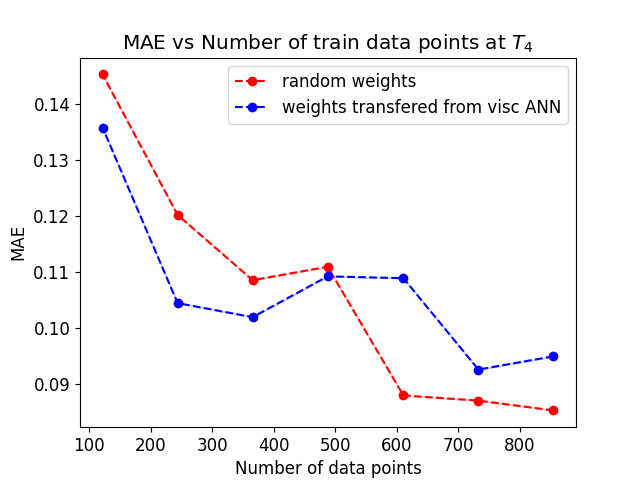 MAE vs Number of train data points at T₄
random weights
weights transfered from visc ANN
0.14
0.13
0.12
0.11
0.10
0.09
MAE
100 200 300 400 500 600 700 800
Number of data points